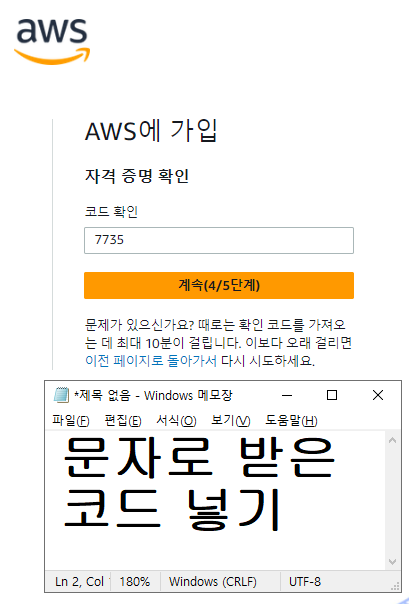 aws
AWS에 가입
자격 증명 확인
코드 확인
7735
계속(4/5단계)
문제가 있으신가요? 때로는 확인 코드를 가져오
는 데 최대 10분이 걸립니다. 이보다 오래 걸리면
이전 페이지로 돌아가서 다시 시도하세요.
*제목 없음 - Windows 메모장
파일(F) 편집(E) 서식(O) 보기(V) 도움말(H)
문자로 받은
코드 넣기
Ln 2, Col 180% Windows (CRLF) UTF-8